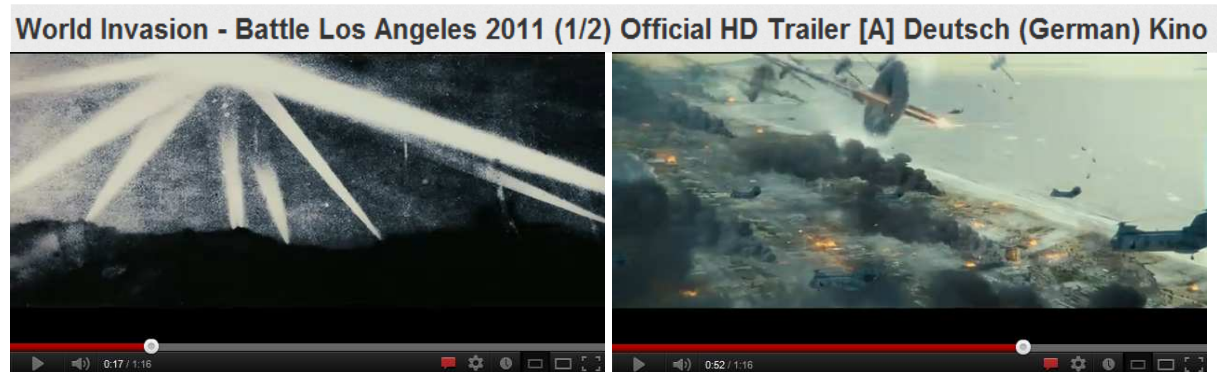 World Invasion - Battle Los Angeles 2011 (1/2) Official HD Trailer [A] Deutsch (German) Kino
0:17 / 1:16
0:52 / 1:16